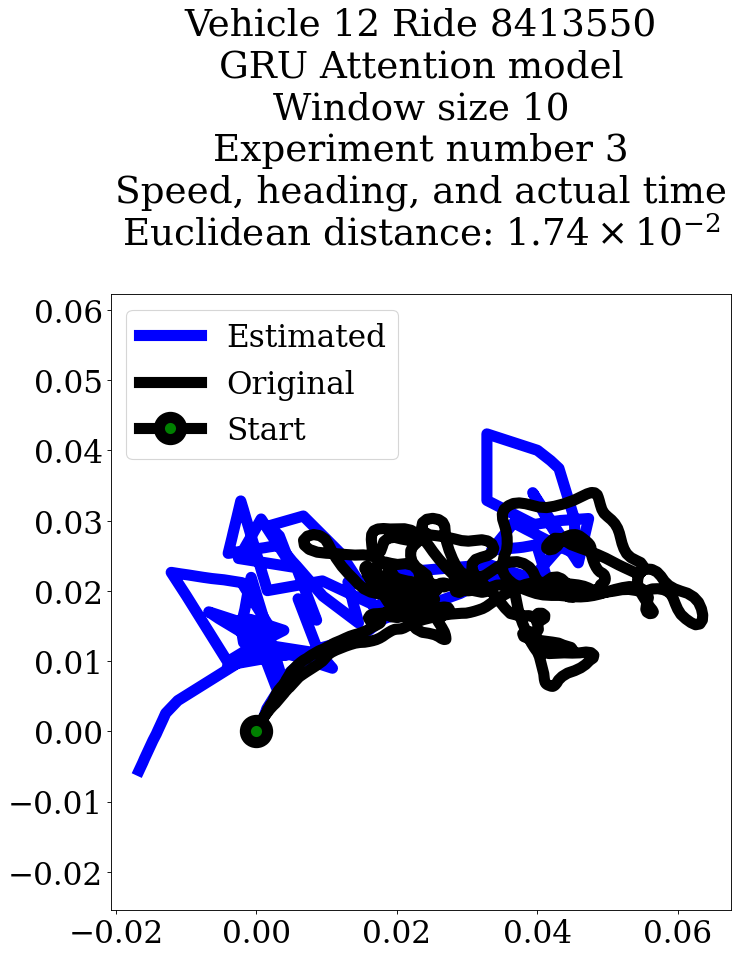 Vehicle 12 Ride 8413550
GRU Attention model
Window size 10
Experiment number 3
Speed, heading, and actual time
Euclidean distance: 1.74 × 10⁻²
Estimated
Original
Start
0.06
0.05
0.04
0.03
0.02
0.01
0.00
−0.01
−0.02
−0.02 0.00 0.02 0.04 0.06